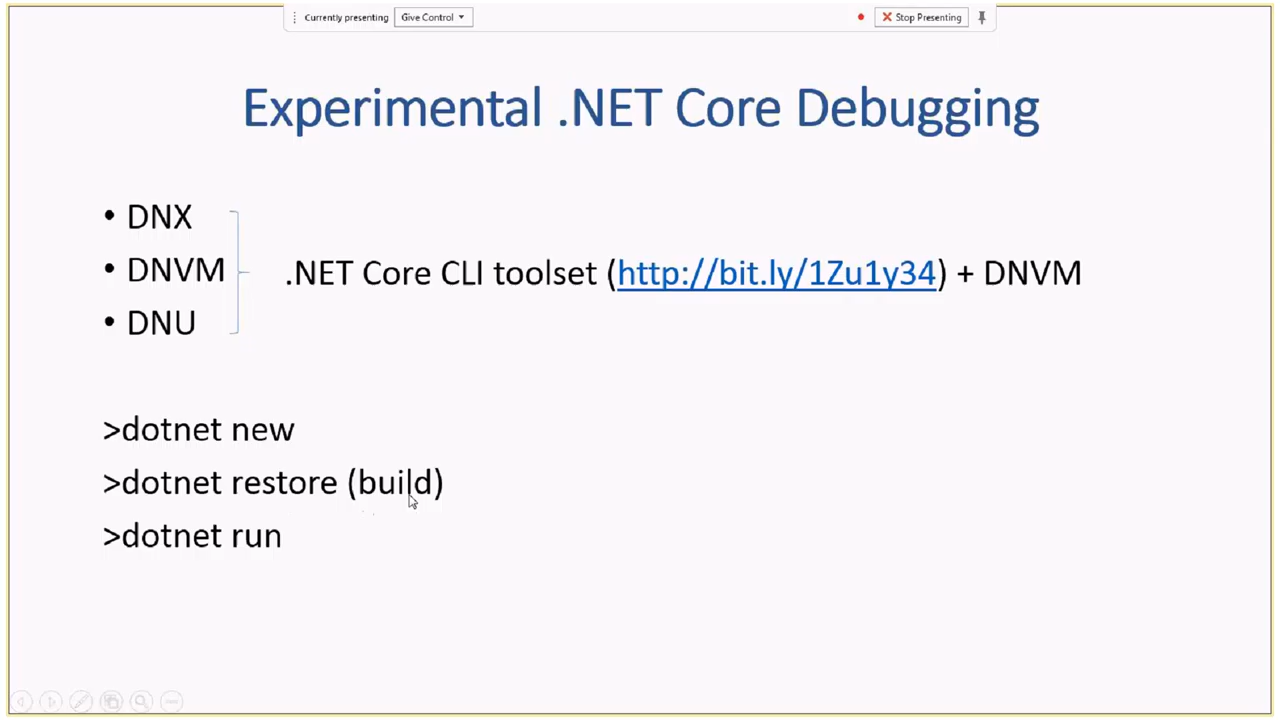 Currently presenting Give Control Stop Presenting
Experimental .NET Core Debugging
• DNX
• DNVM
• DNU
.NET Core CLI toolset (http://bit.ly/1Zu1y34) + DNVM
>dotnet new
>dotnet restore (build)
>dotnet run